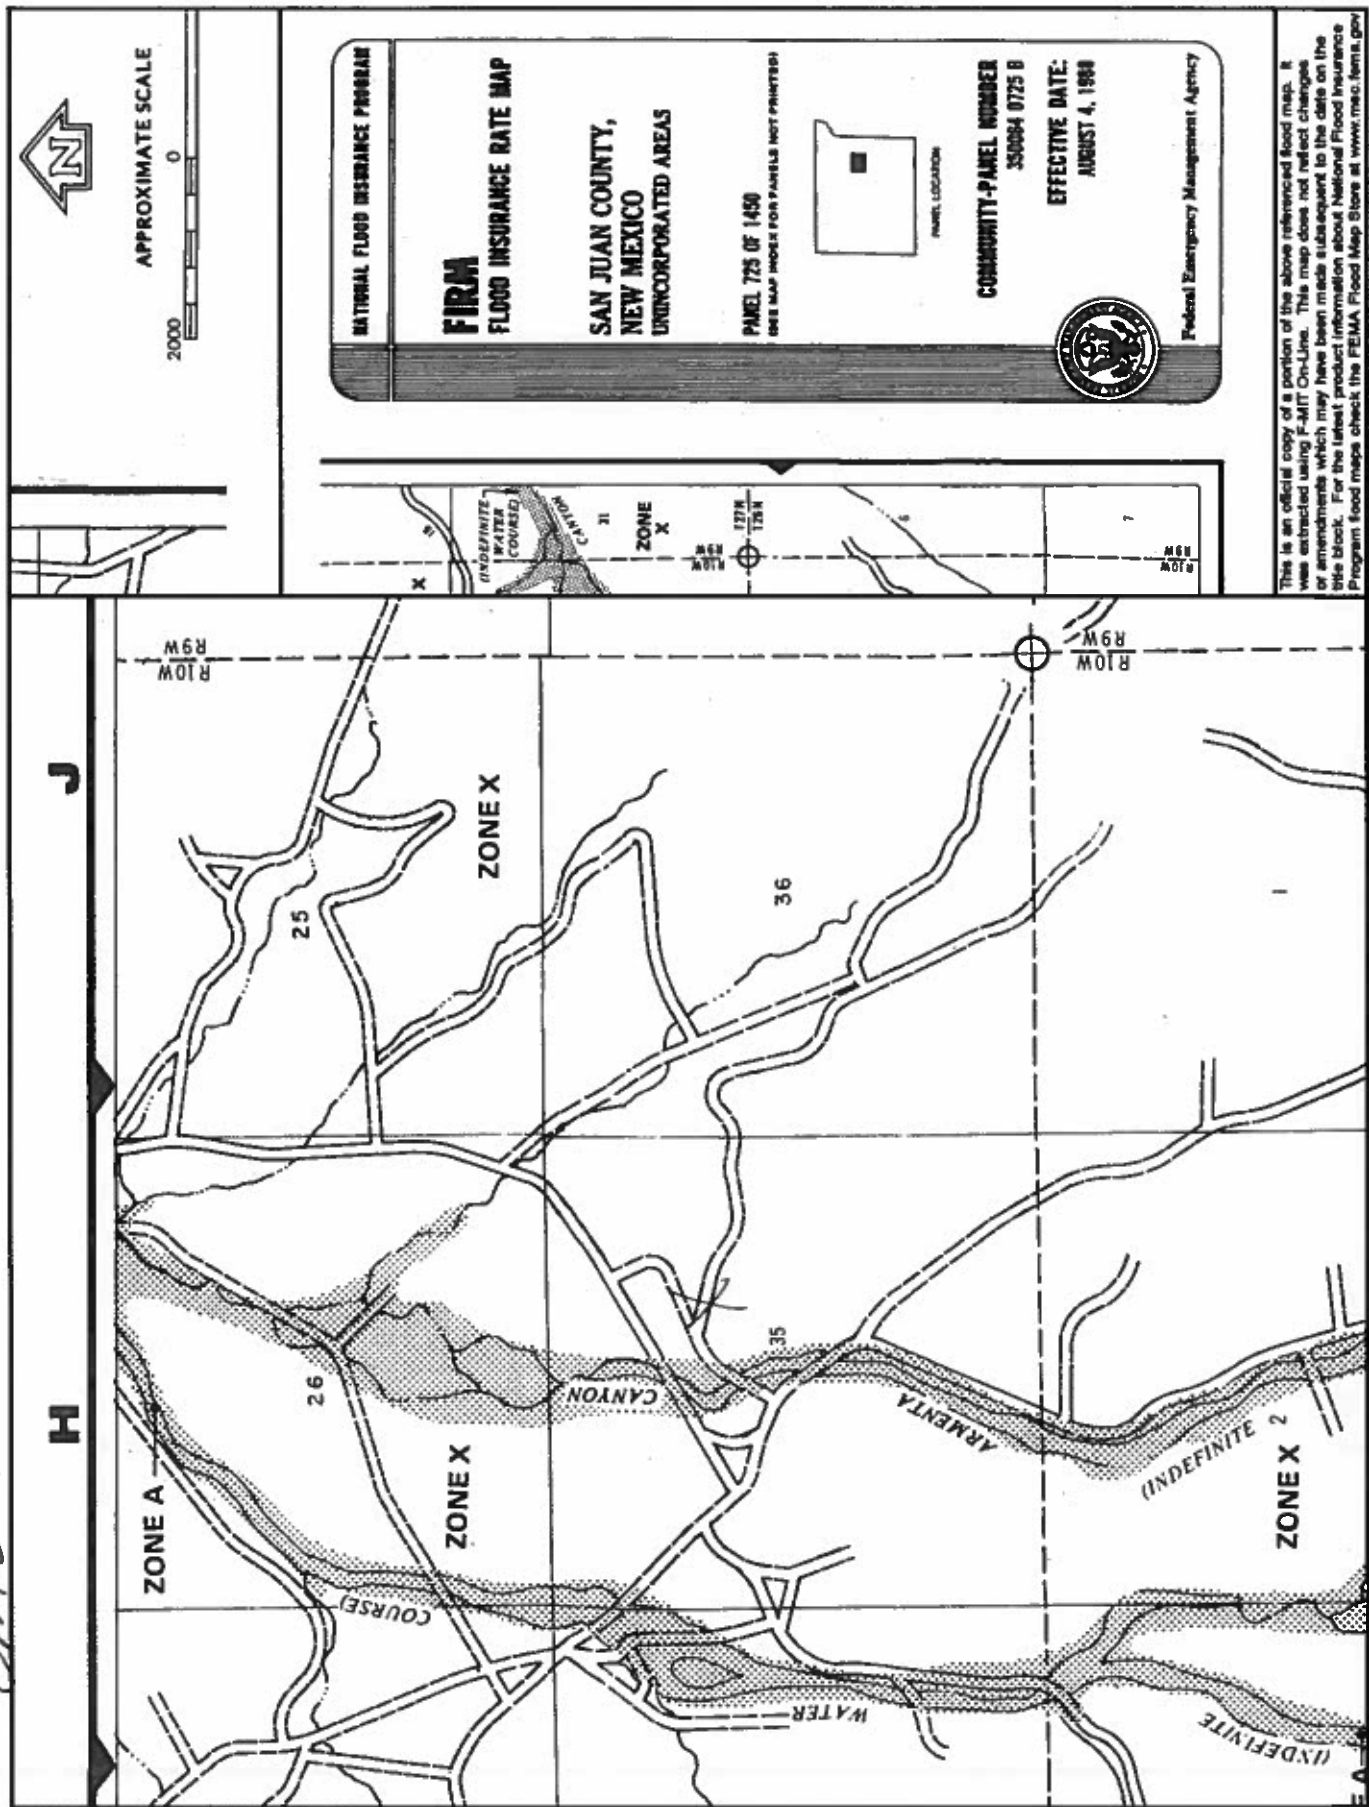 APPROXIMATE SCALE
2000 0
N
NATIONAL FLOOD INSURANCE PROGRAM
FIRM
FLOOD INSURANCE RATE MAP
SAN JUAN COUNTY,
NEW MEXICO
UNINCORPORATED AREAS
PANEL 725 OF 1450
(SEE MAP INDEX FOR PANELS NOT PRINTED)
PANEL LOCATION
COMMUNITY-PANEL NUMBER
350064 0725 B
EFFECTIVE DATE:
AUGUST 4, 1988
Federal Emergency Management Agency
This is an official copy of a portion of the above referenced flood map. It
was extracted using F-MIT On-Line. This map does not reflect changes
or amendments which may have been made subsequent to the date on the
title block. For the latest product information about National Flood Insurance
Program flood maps check the FEMA Flood Map Store at www.msc.fema.gov
X
18
(INDEFINITE
WATER
COURSE)
CANYON
31
ZONE
X
R10W
R9W
T27N
T26N
6
7
R10W
R9W
H
J
R10W
R9W
ZONE A
26
25
ZONE X
ZONE X
COURSE)
CANYON
36
35
WATER
ARMENTA
R10W
R9W
(INDEFINITE
1
2
ZONE X
(INDEFINITE
E A